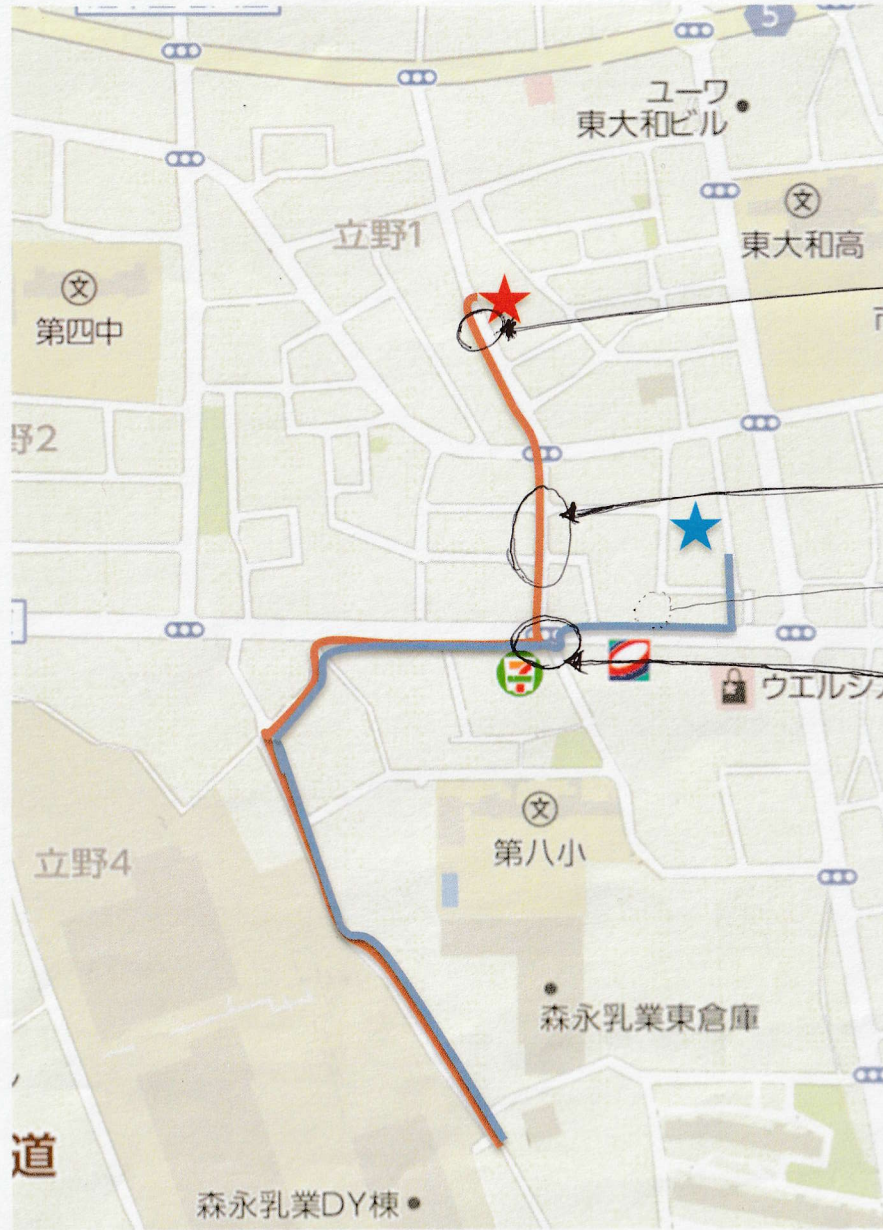 5
ユーワ
東大和ビル
文
東大和高
立野1
文
第四中
野2
7
ウエルシ
文
第八小
立野4
森永乳業東倉庫
道
森永乳業DY棟